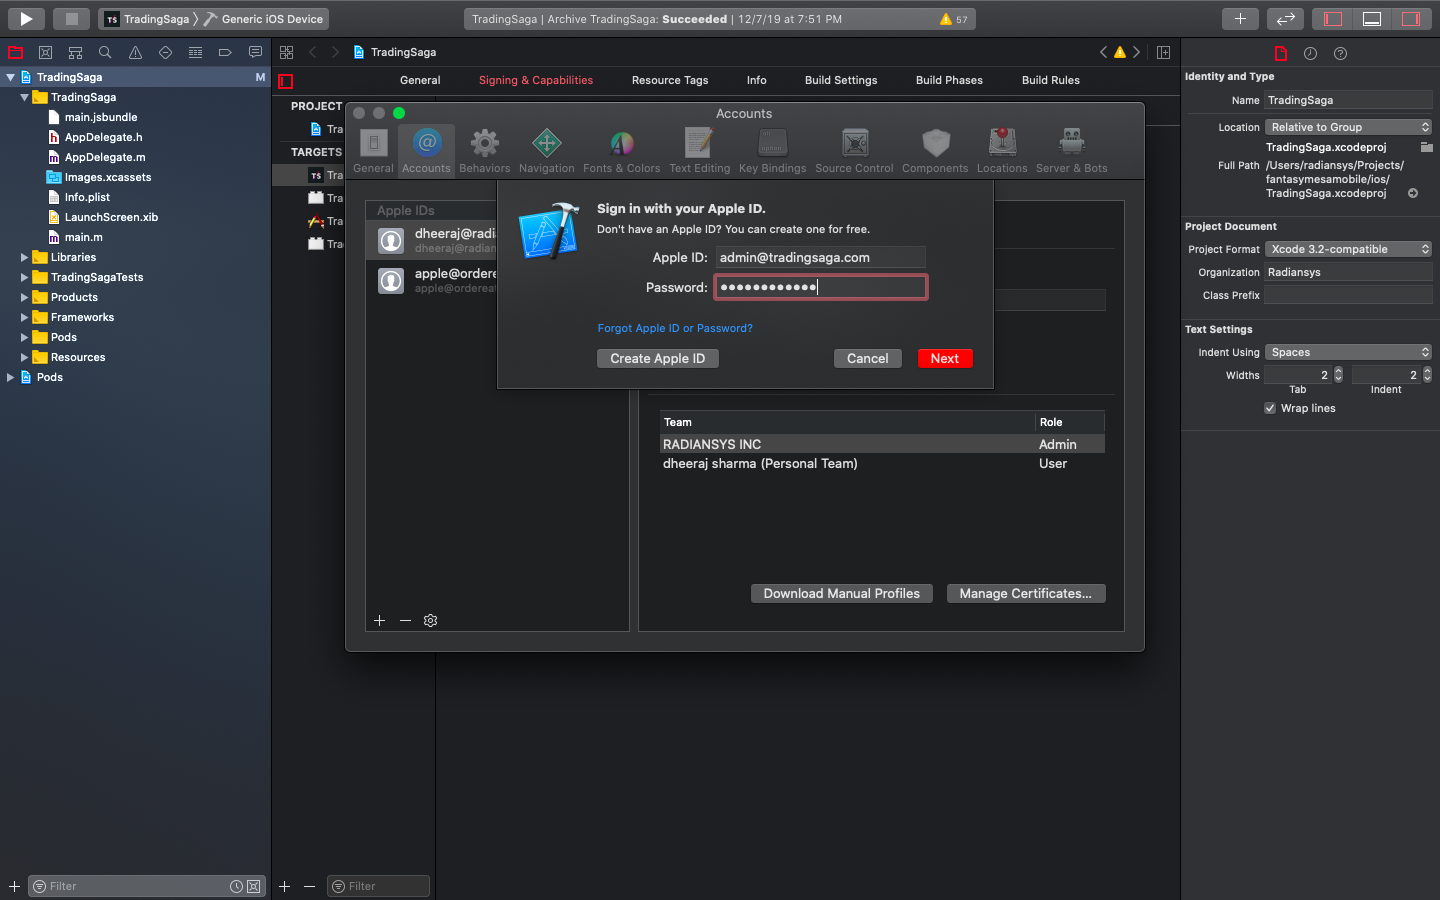 TradingSaga
Generic iOS Device
TradingSaga | Archive TradingSaga: Succeeded | 12/7/19 at 7:51 PM
57
TradingSaga
M
TradingSaga
main.jsbundle
AppDelegate.h
AppDelegate.m
Images.xcassets
Info.plist
LaunchScreen.xib
main.m
Libraries
TradingSagaTests
Products
Frameworks
Pods
Resources
Pods
Filter
TradingSaga
General
Signing & Capabilities
Resource Tags
Info
Build Settings
Build Phases
Build Rules
PROJECT
Tra
TARGETS
Tra
Tra
Tra
Tra
Filter
Accounts
General
Accounts
Behaviors
Navigation
Fonts & Colors
Text Editing
Key Bindings
Source Control
Components
Locations
Server & Bots
Apple IDs
dheeraj@radia
dheeraj@radian
apple@ordere
apple@ordereat
Sign in with your Apple ID.
Don't have an Apple ID? You can create one for free.
Apple ID: admin@tradingsaga.com
Password: ●●●●●●●●●●●●
Forgot Apple ID or Password?
Create Apple ID
Cancel
Next
Team
Role
RADIANSYS INC
Admin
dheeraj sharma (Personal Team)
User
Download Manual Profiles
Manage Certificates...
Identity and Type
Name TradingSaga
Location Relative to Group
TradingSaga.xcodeproj
Full Path /Users/radiansys/Projects/
fantasymesamobile/ios/
TradingSaga.xcodeproj
Project Document
Project Format Xcode 3.2-compatible
Organization Radiansys
Class Prefix
Text Settings
Indent Using Spaces
Widths 2 2
Tab Indent
Wrap lines